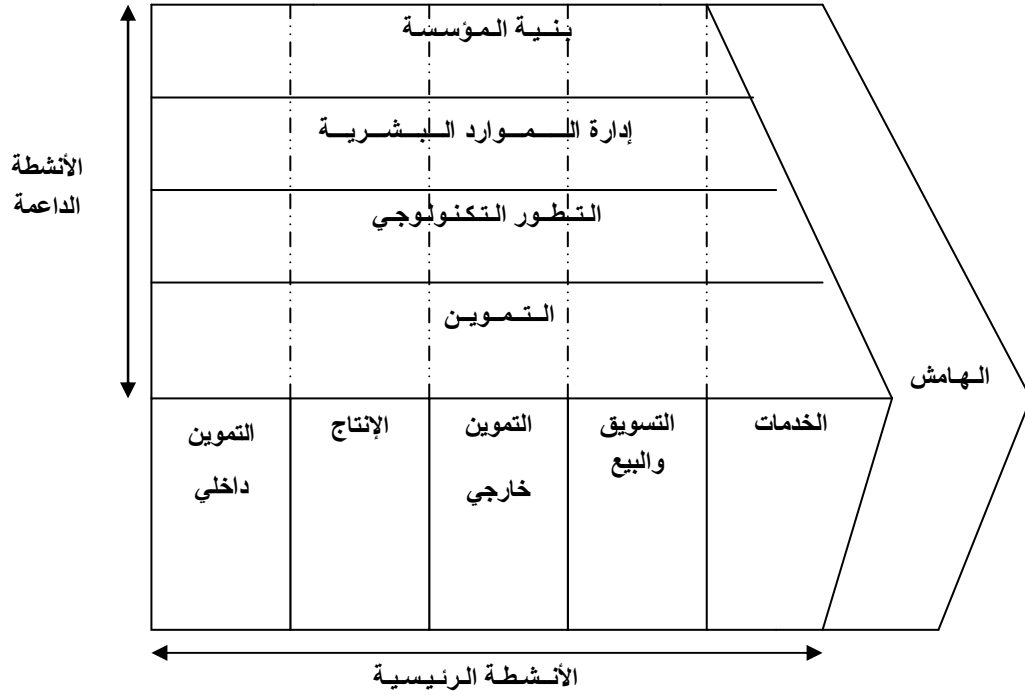 بنية المؤسسة
إدارة الموارد البشرية
التطور التكنولوجي
التموين
الأنشطة
الداعمة
الهامش
التموين
داخلي
الإنتاج
التموين
خارجي
التسويق
والبيع
الخدمات
الأنشطة الرئيسية